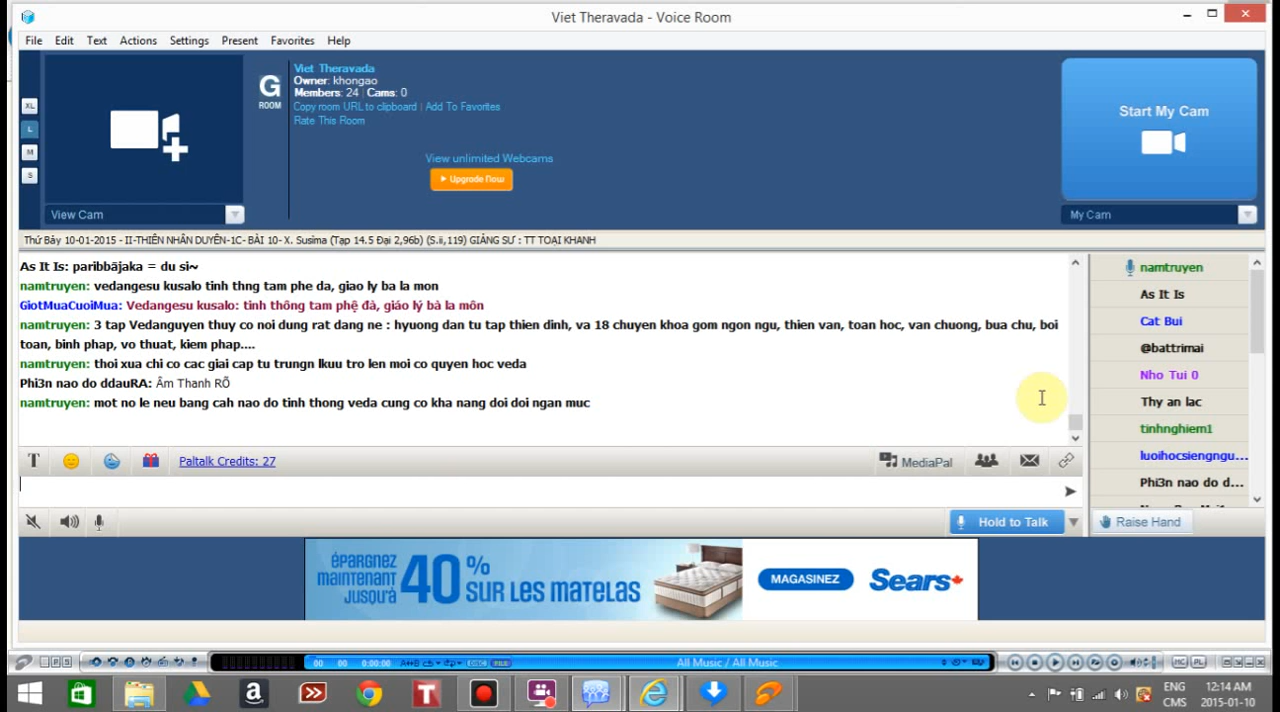 Viet Theravada - Voice Room
File Edit Text Actions Settings Present Favorites Help
Viet Theravada
G ROOM
Owner: khongao
Members: 24 | Cams: 0
Copy room URL to clipboard | Add To Favorites
Rate This Room
View unlimited Webcams
Upgrade Now
XL
L
M
S
View Cam
Start My Cam
My Cam
Thứ Bảy 10-01-2015 - II-THIÊN NHÂN DUYÊN-1C- BÀI 10- X. Susima (Tạp 14.5 Đại 2,96b) (S.ii,119) GIẢNG SƯ : TT TOẠI KHANH
As It Is: paribbājaka = du si~
namtruyen: vedangesu kusalo tinh thng tam phe da, giao ly ba la mon
GiotMuaCuoiMua: Vedangesu kusalo: tinh thông tam phệ đà, giáo lý bà la môn
namtruyen: 3 tap Vedanguyen thuy co noi dung rat dang ne : hyuong dan tu tap thien dinh, va 18 chuyen khoa gom ngon ngu, thien van, toan hoc, van chuong, bua chu, boi
toan, binh phap, vo thuat, kiem phap....
namtruyen: thoi xua chi co cac giai cap tu trungn lkuu tro len moi co quyen hoc veda
Phi3n nao do ddauRA: Âm Thanh RÕ
namtruyen: mot no le neu bang cah nao do tinh thong veda cung co kha nang doi doi ngan muc
namtruyen
As It Is
Cat Bui
@battrimai
Nho Tui 0
Thy an lac
tinhnghiem1
luoihocsiengngu...
Phi3n nao do d...
T Paltalk Credits: 27 MediaPal
Hold to Talk Raise Hand
épargnez
maintenant
jusqu'à
40 %
sur les matelas
MAGASINEZ
Sears
00 00 0:00:00 All Music / All Music
ENG 12:14 AM
CMS 2015-01-10